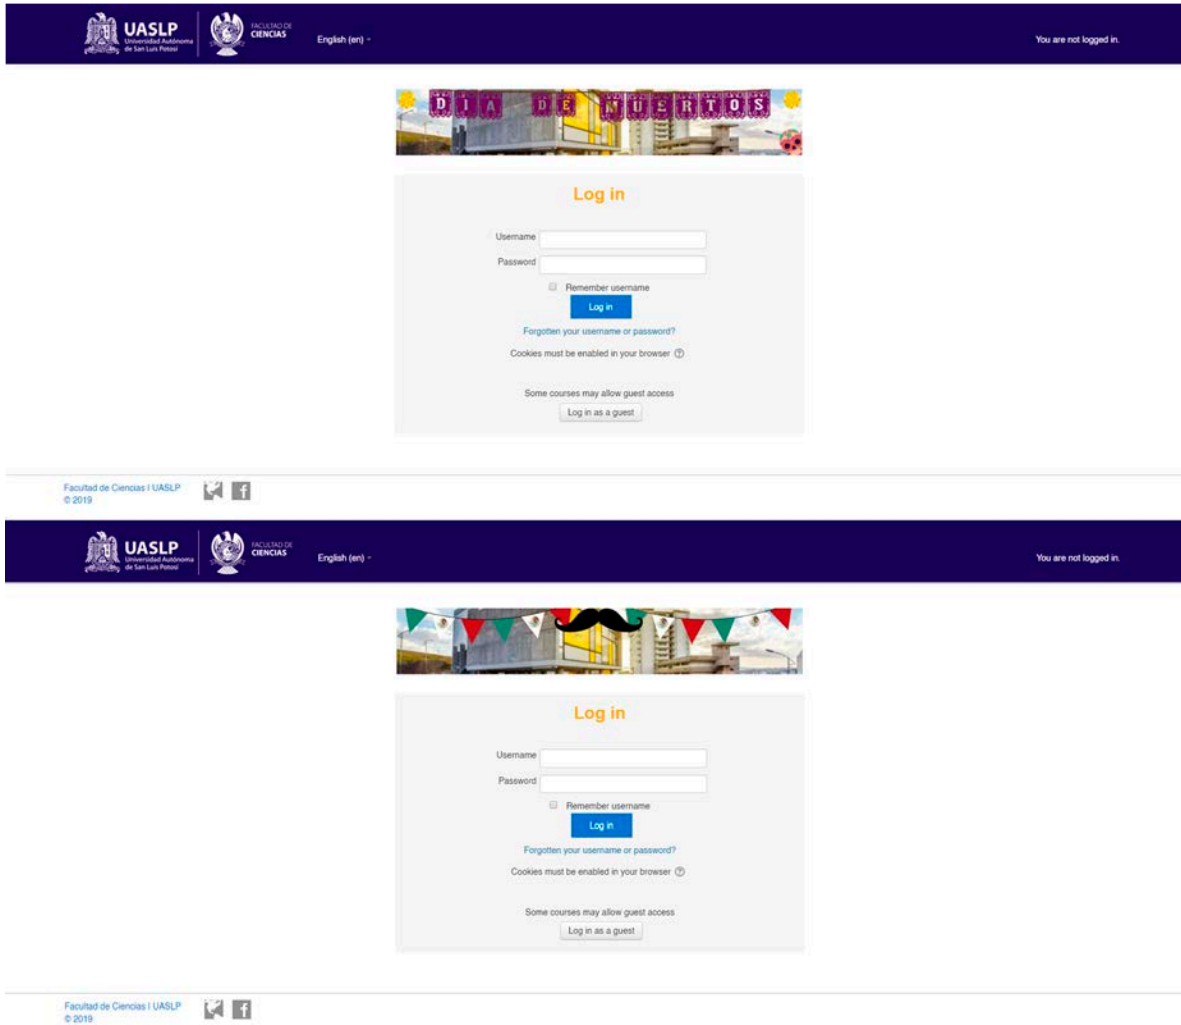 UASLP
Universidad Autónoma
de San Luis Potosí
FACULTAD DE
CIENCIAS
English (en)
You are not logged in.
DIA DE MUERTOS
Log in
Username
Password
Remember username
Log in
Forgotten your username or password?
Cookies must be enabled in your browser
Some courses may allow guest access
Log in as a guest
Facultad de Ciencias | UASLP
© 2019
UASLP
Universidad Autónoma
de San Luis Potosí
FACULTAD DE
CIENCIAS
English (en)
You are not logged in.
Log in
Username
Password
Remember username
Log in
Forgotten your username or password?
Cookies must be enabled in your browser
Some courses may allow guest access
Log in as a guest
Facultad de Ciencias | UASLP
© 2019